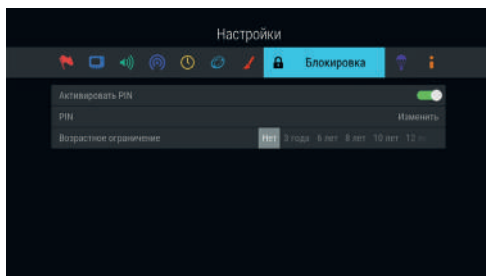 Настройки
Блокировка
Активировать PIN
PIN Изменить
Возрастное ограничение Нет 3 года 6 лет 8 лет 10 лет 12